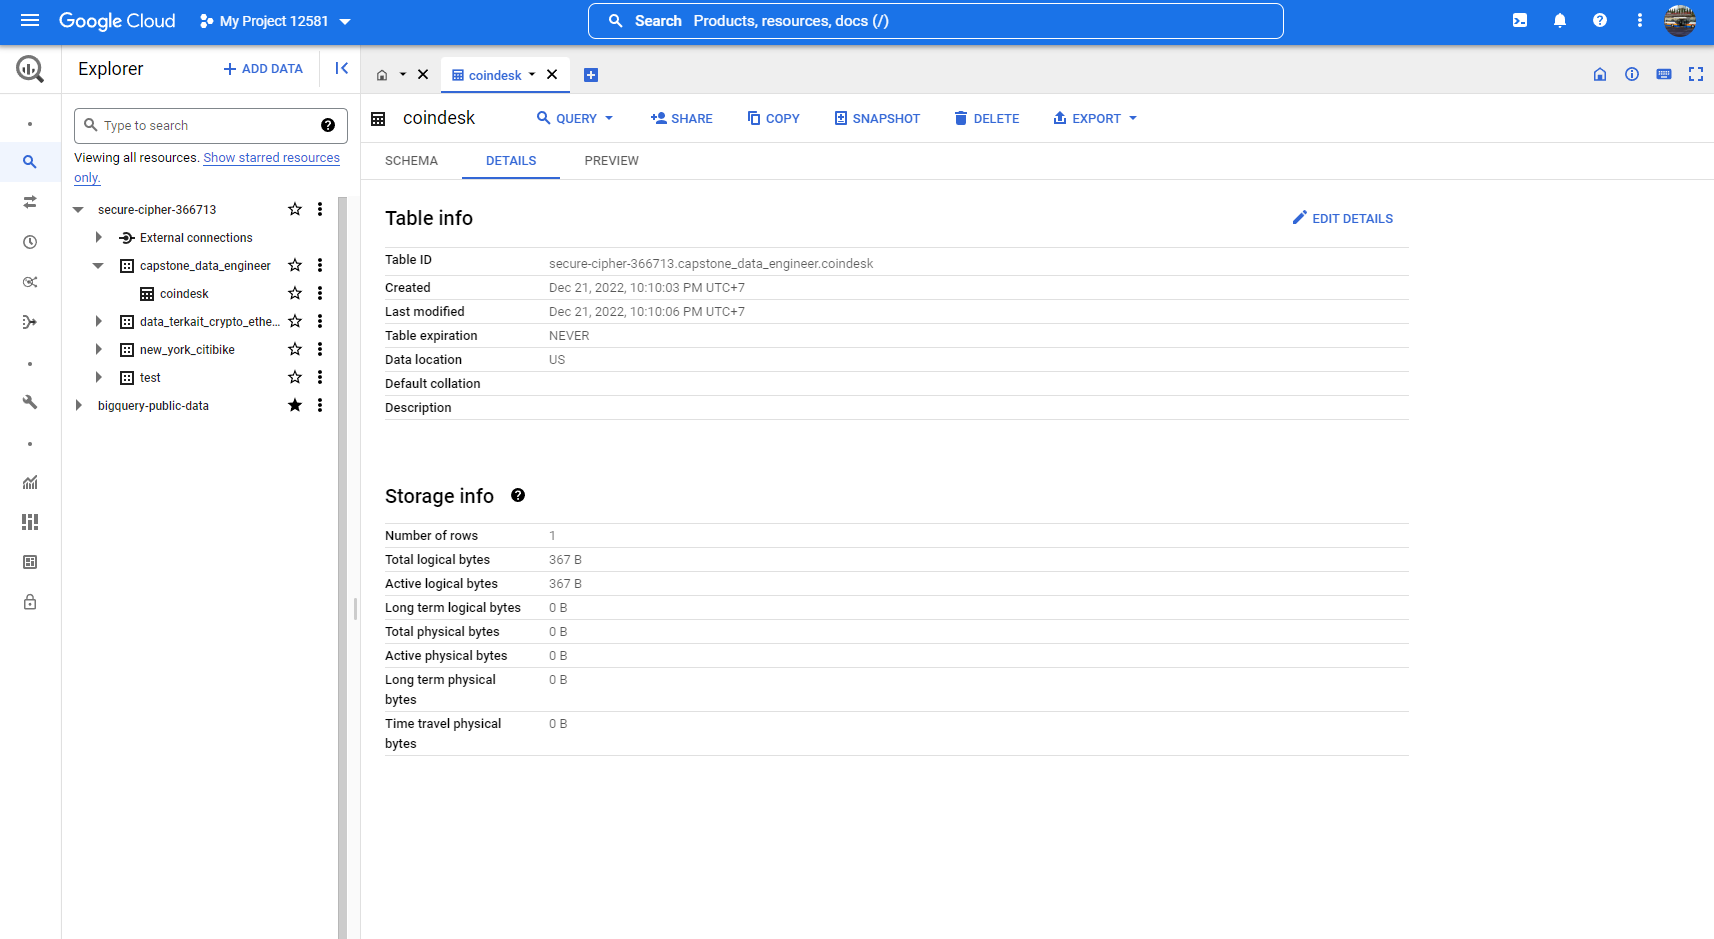 Google Cloud My Project 12581 Search Products, resources, docs (/)
Explorer + ADD DATA
coindesk
Type to search
Viewing all resources. Show starred resources
only.
secure-cipher-366713
External connections
capstone_data_engineer
coindesk
data_terkait_crypto_ethe...
new_york_citibike
test
bigquery-public-data
coindesk QUERY SHARE COPY SNAPSHOT DELETE EXPORT
SCHEMA DETAILS PREVIEW
Table info EDIT DETAILS
Table ID secure-cipher-366713.capstone_data_engineer.coindesk
Created Dec 21, 2022, 10:10:03 PM UTC+7
Last modified Dec 21, 2022, 10:10:06 PM UTC+7
Table expiration NEVER
Data location US
Default collation
Description
Storage info
Number of rows 1
Total logical bytes 367 B
Active logical bytes 367 B
Long term logical bytes 0 B
Total physical bytes 0 B
Active physical bytes 0 B
Long term physical 0 B
bytes
Time travel physical 0 B
bytes